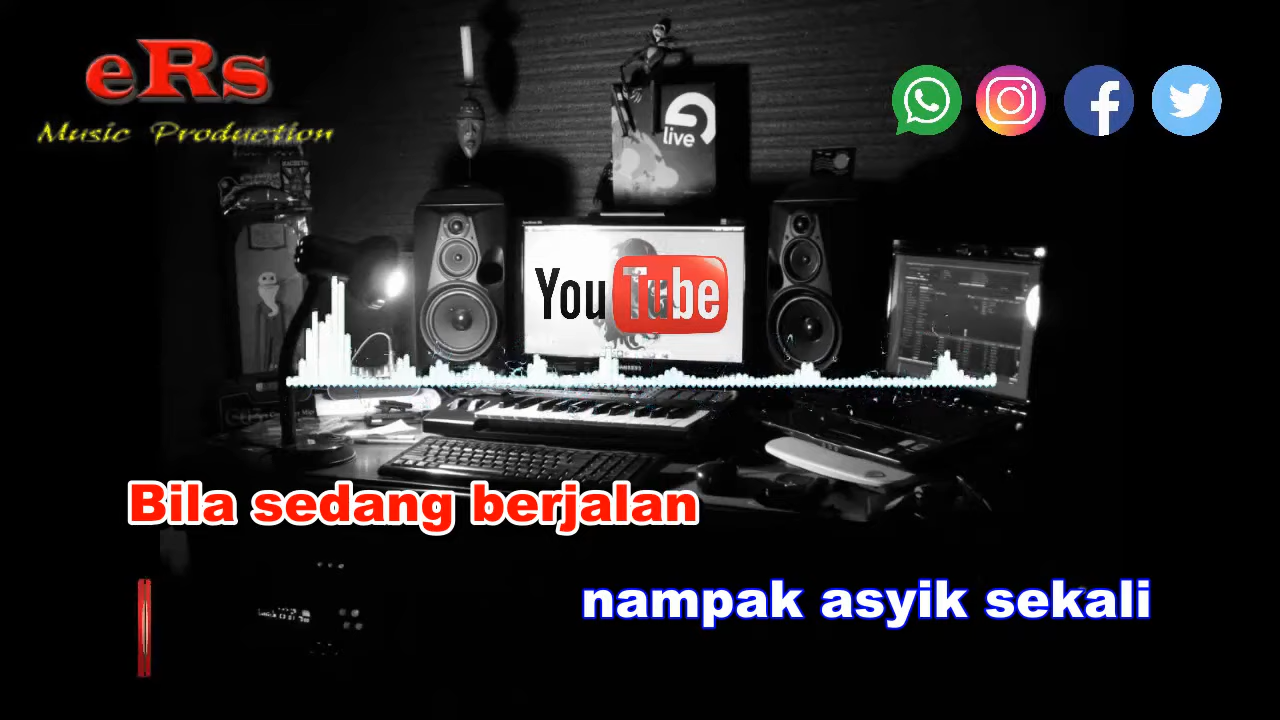 eRs
Music Production
live
YouTube
Bila sedang berjalan
nampak asyik sekali